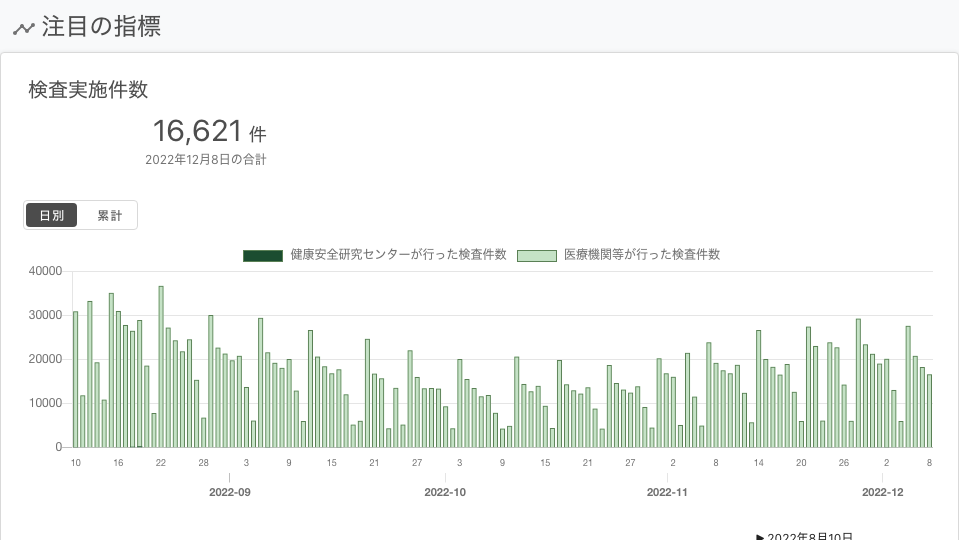 注目の指標
検査実施件数
16,621 件
2022年12月8日の合計
日別 累計
健康安全研究センターが行った検査件数 医療機関等が行った検査件数
40000
30000
20000
10000
0
10 16 22 28 3 9 15 21 27 3 9 15 21 27 2 8 14 20 26 2 8
2022-09 2022-10 2022-11 2022-12
▶ 2022年8月10日